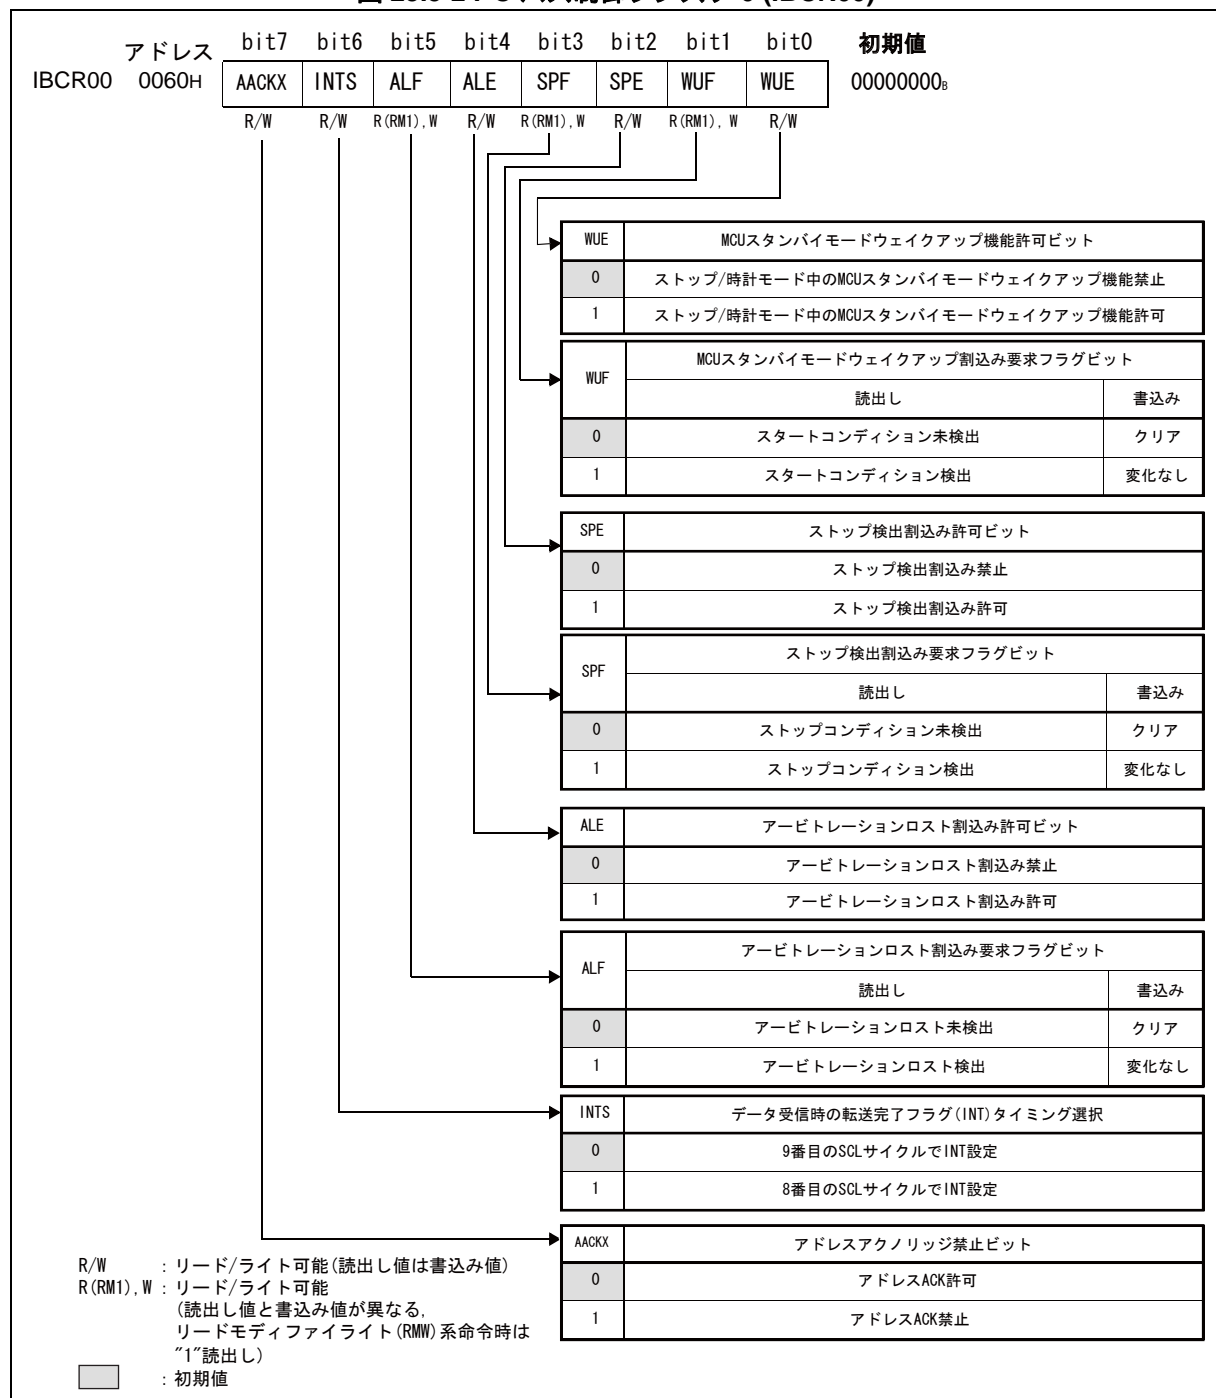 アドレス bit7 bit6 bit5 bit4 bit3 bit2 bit1 bit0 初期値
IBCR00 0060H AACKX INTS ALF ALE SPF SPE WUF WUE 00000000B
R/W R/W R(RM1),W R/W R(RM1),W R/W R(RM1), W R/W
WUE MCUスタンバイモードウェイクアップ機能許可ビット
0 ストップ/時計モード中のMCUスタンバイモードウェイクアップ機能禁止
1 ストップ/時計モード中のMCUスタンバイモードウェイクアップ機能許可
WUF MCUスタンバイモードウェイクアップ割込み要求フラグビット
読出し 書込み
0 スタートコンディション未検出 クリア
1 スタートコンディション検出 変化なし
SPE ストップ検出割込み許可ビット
0 ストップ検出割込み禁止
1 ストップ検出割込み許可
SPF ストップ検出割込み要求フラグビット
読出し 書込み
0 ストップコンディション未検出 クリア
1 ストップコンディション検出 変化なし
ALE アービトレーションロスト割込み許可ビット
0 アービトレーションロスト割込み禁止
1 アービトレーションロスト割込み許可
ALF アービトレーションロスト割込み要求フラグビット
読出し 書込み
0 アービトレーションロスト未検出 クリア
1 アービトレーションロスト検出 変化なし
INTS データ受信時の転送完了フラグ(INT)タイミング選択
0 9番目のSCLサイクルでINT設定
1 8番目のSCLサイクルでINT設定
AACKX アドレスアクノリッジ禁止ビット
0 アドレスACK許可
1 アドレスACK禁止
R/W :リード/ライト可能(読出し値は書込み値)
R(RM1),W :リード/ライト可能
(読出し値と書込み値が異なる,
リードモディファイライト(RMW)系命令時は
"1"読出し)
:初期値